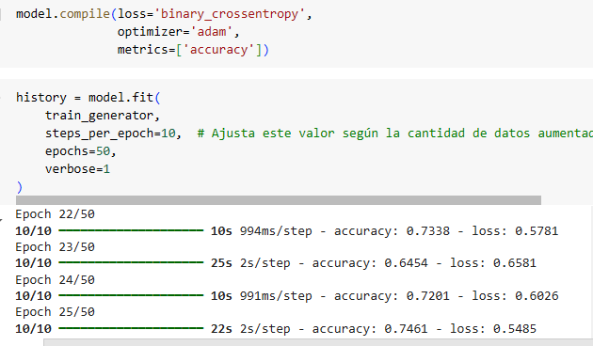 model.compile(loss='binary_crossentropy',
optimizer='adam',
metrics=['accuracy'])
history = model.fit(
train_generator,
steps_per_epoch=10,  # Ajusta este valor según la cantidad de datos
epochs=50,
verbose=1
)
Epoch 22/50
10/10 10s 994ms/step - accuracy: 0.7338 - loss: 0.5781
Epoch 23/50
10/10 25s 2s/step - accuracy: 0.6454 - loss: 0.6581
Epoch 24/50
10/10 10s 991ms/step - accuracy: 0.7201 - loss: 0.6026
Epoch 25/50
10/10 22s 2s/step - accuracy: 0.7461 - loss: 0.5485